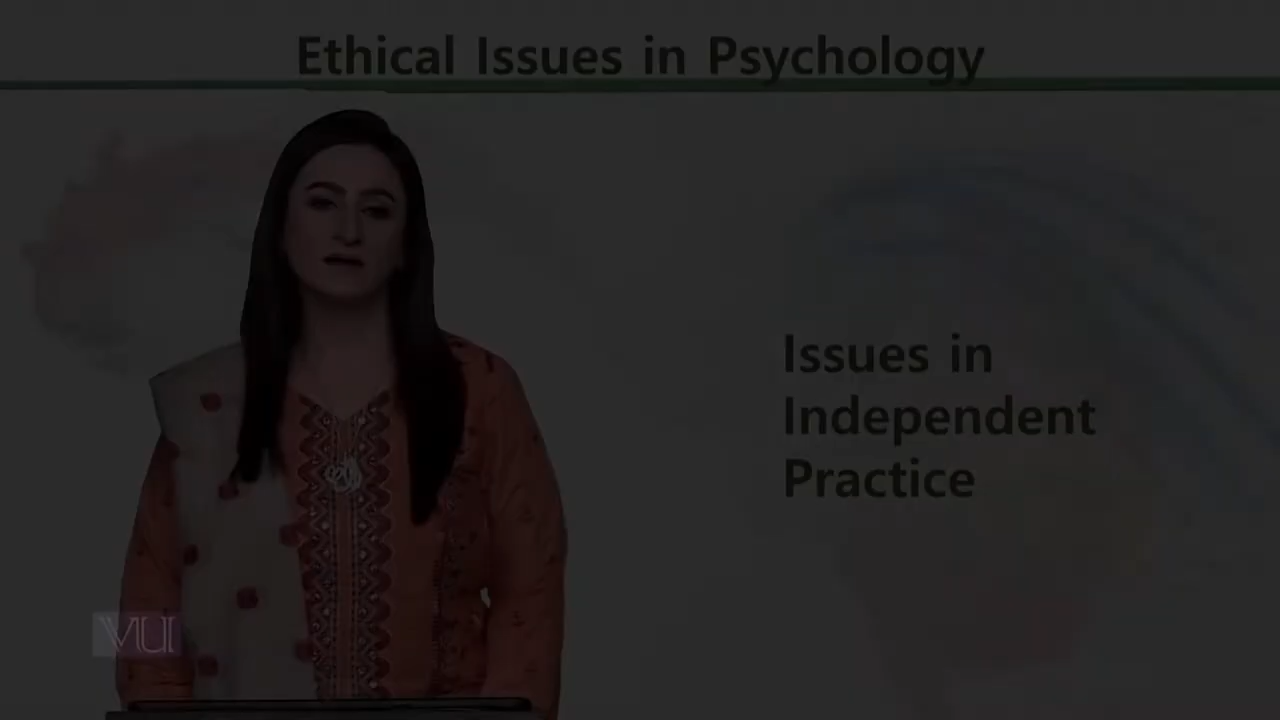 Ethical Issues in Psychology
Issues in
Independent
Practice
VU